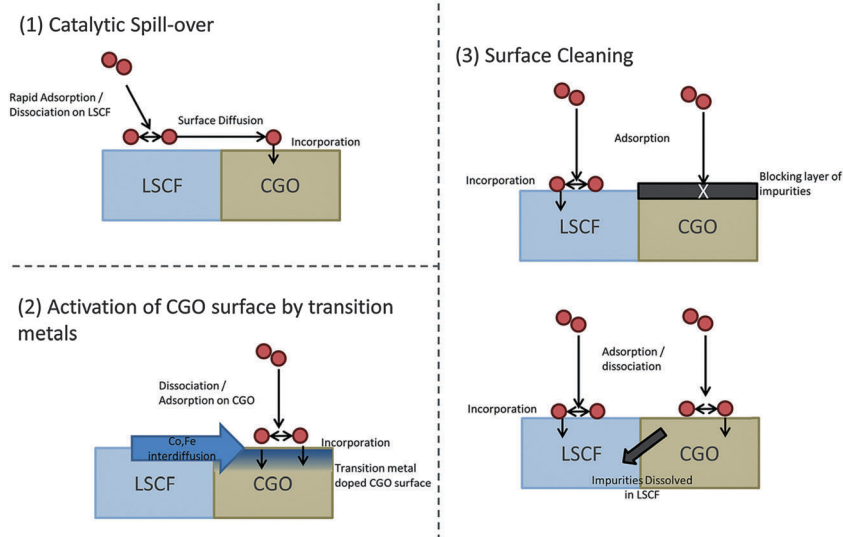 (1) Catalytic Spill-over
Rapid Adsorption /
Dissociation on LSCF
Surface Diffusion
Incorporation
LSCF
CGO
(2) Activation of CGO surface by transition
metals
Dissociation /
Adsorption on CGO
Co,Fe
interdiffusion
Incorporation
Transition metal
doped CGO surface
LSCF
CGO
(3) Surface Cleaning
Adsorption
Incorporation
Blocking layer of
impurities
X
LSCF
CGO
Adsorption /
dissociation
Incorporation
LSCF
CGO
Impurities Dissolved
in LSCF